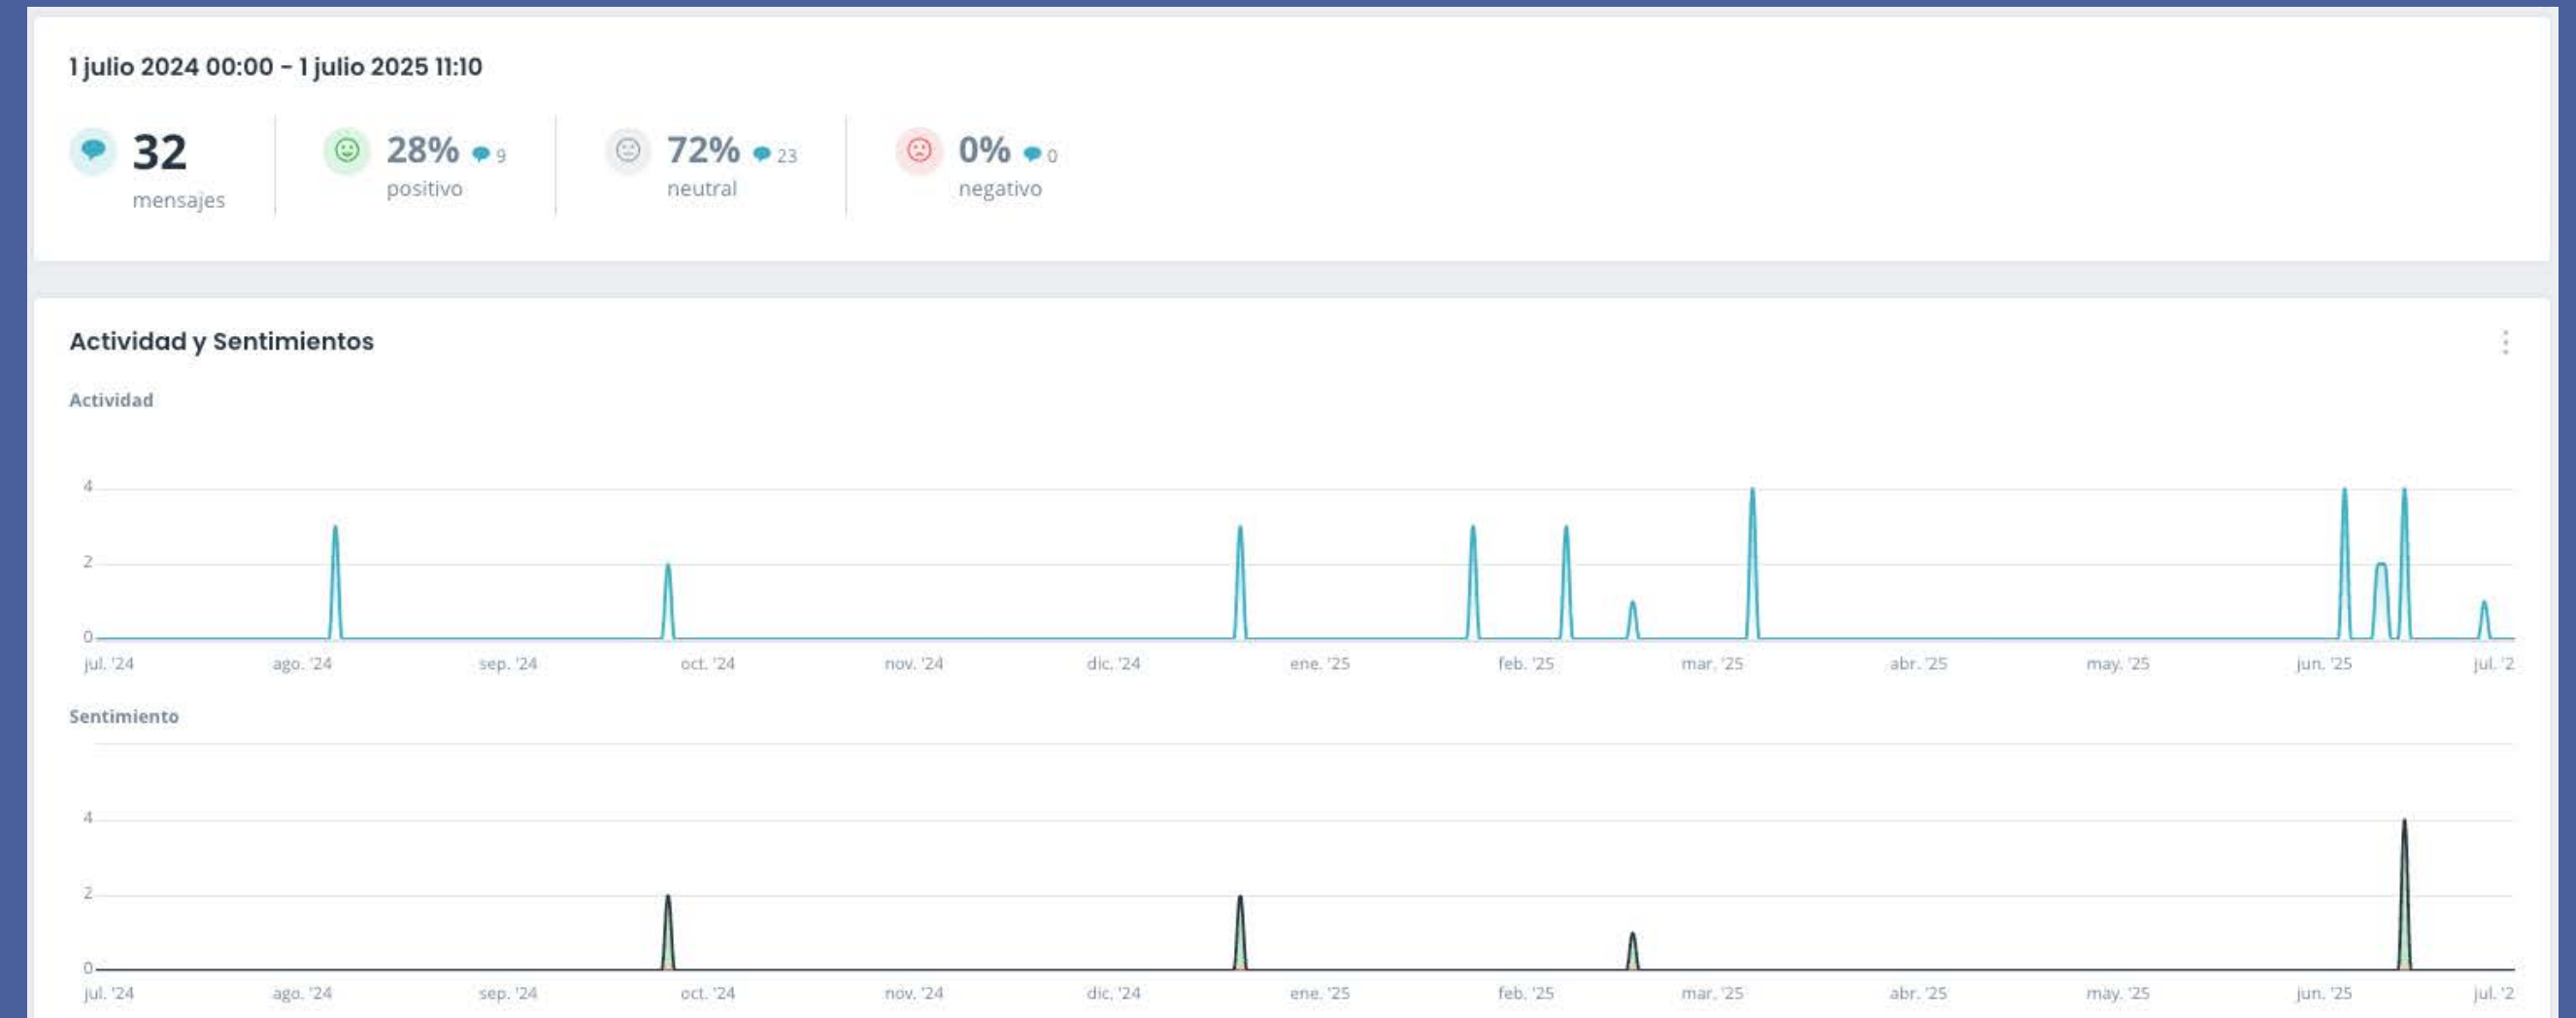 1 julio 2024 00:00 - 1 julio 2025 11:10
32 28% 9 72% 23 0% 0
mensajes positivo neutral negativo
Actividad y Sentimientos
Actividad
4
2
0
jul. '24 ago. '24 sep. '24 oct. '24 nov. '24 dic. '24 ene. '25 feb. '25 mar. '25 abr. '25 may. '25 jun. '25 jul. '2
Sentimiento
4
2
0
jul. '24 ago. '24 sep. '24 oct. '24 nov. '24 dic. '24 ene. '25 feb. '25 mar. '25 abr. '25 may. '25 jun. '25 jul. '2